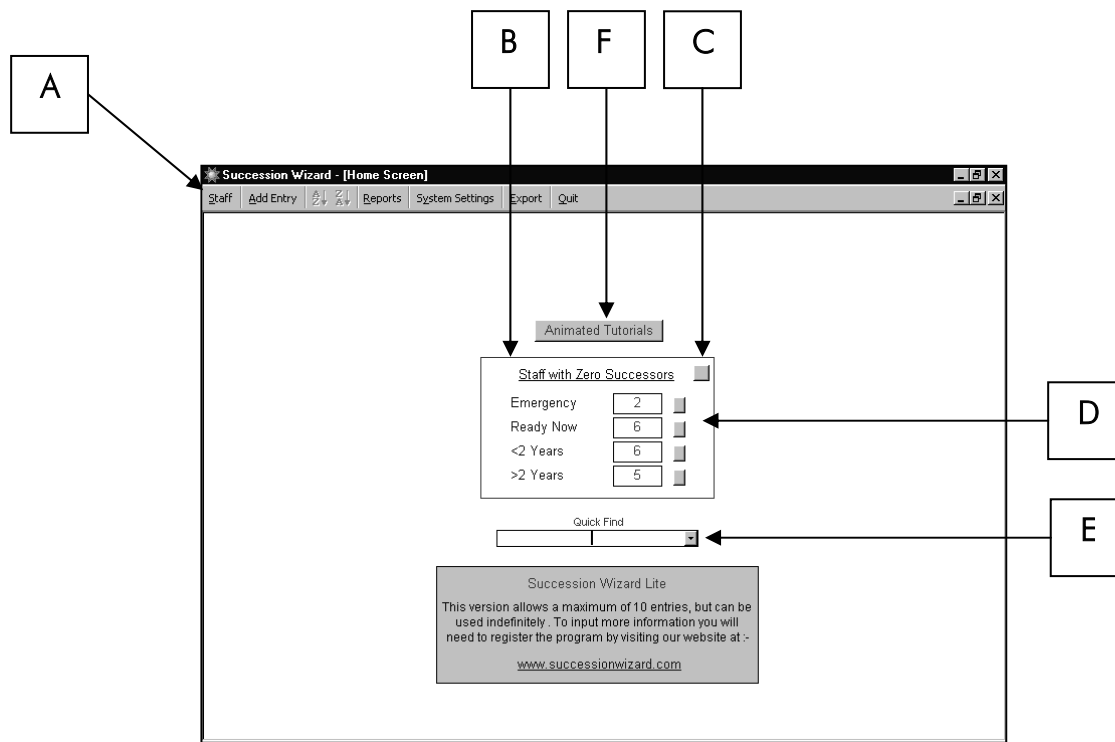 B F C
A
Succession Wizard - [Home Screen]
Staff Add Entry A Z Z A Reports System Settings Export Quit
Animated Tutorials
Staff with Zero Successors
Emergency 2
Ready Now 6
D
<2 Years 6
>2 Years 5
Quick Find
E
Succession Wizard Lite
This version allows a maximum of 10 entries, but can be
used indefinitely . To input more information you will
need to register the program by visiting our website at :-
www.successionwizard.com